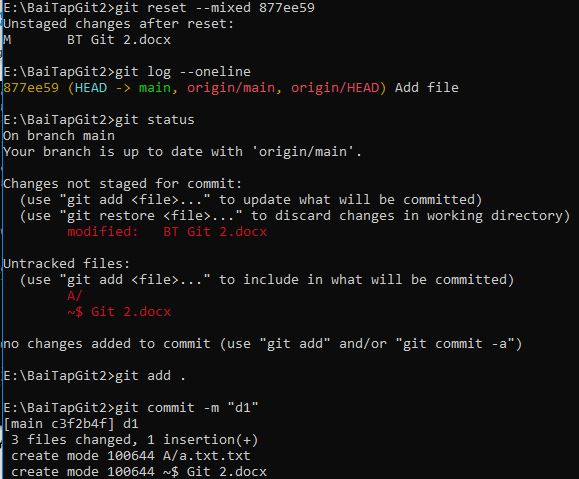 E:\BaiTapGit2>git reset --mixed 877ee59
Unstaged changes after reset:
M       BT Git 2.docx
E:\BaiTapGit2>git log --oneline
877ee59 (HEAD -> main, origin/main, origin/HEAD) Add file
E:\BaiTapGit2>git status
On branch main
Your branch is up to date with 'origin/main'.
Changes not staged for commit:
  (use "git add <file>..." to update what will be committed)
  (use "git restore <file>..." to discard changes in working directory)
        modified:   BT Git 2.docx
Untracked files:
  (use "git add <file>..." to include in what will be committed)
        A/
        ~$ Git 2.docx
no changes added to commit (use "git add" and/or "git commit -a")
E:\BaiTapGit2>git add .
E:\BaiTapGit2>git commit -m "d1"
[main c3f2b4f] d1
 3 files changed, 1 insertion(+)
 create mode 100644 A/a.txt.txt
 create mode 100644 ~$ Git 2.docx